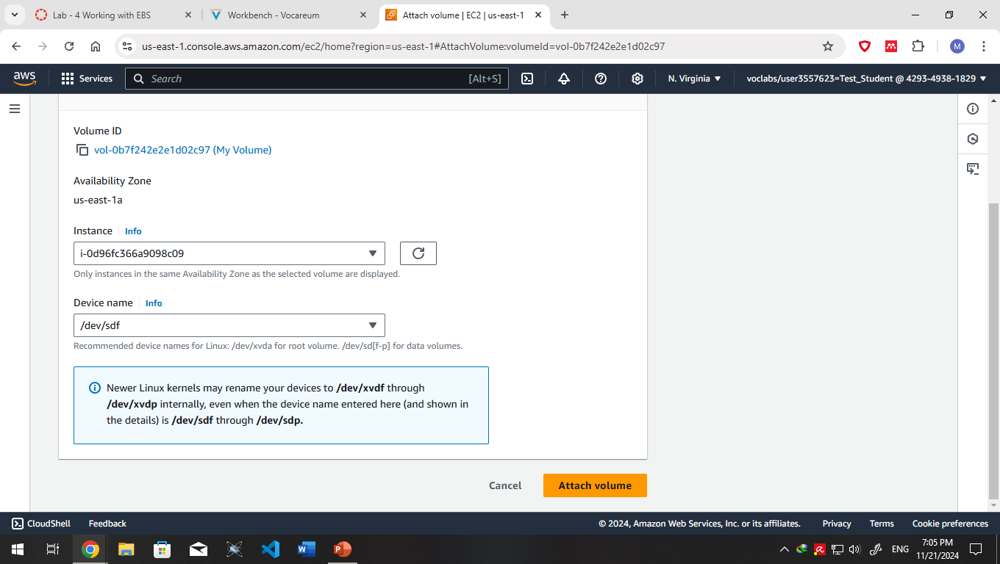 Lab - 4 Working with EBS
Workbench - Vocareum
Attach volume | EC2 | us-east-1
us-east-1.console.aws.amazon.com/ec2/home?region=us-east-1#AttachVolume:volumeId=vol-0b7f242e2e1d02c97
M
aws
Services
Search
[Alt+S]
N. Virginia
voclabs/user3557623=Test_Student @ 4293-4938-1829
Volume ID
vol-0b7f242e2e1d02c97 (My Volume)
Availability Zone
us-east-1a
Instance
Info
i-0d96fc366a9098c09
Only instances in the same Availability Zone as the selected volume are displayed.
Device name
Info
/dev/sdf
Recommended device names for Linux: /dev/xvda for root volume. /dev/sd[f-p] for data volumes.
Newer Linux kernels may rename your devices to /dev/xvdf through
/dev/xvdp internally, even when the device name entered here (and shown in
the details) is /dev/sdf through /dev/sdp.
Cancel
Attach volume
CloudShell
Feedback
© 2024, Amazon Web Services, Inc. or its affiliates.
Privacy
Terms
Cookie preferences
ENG
7:05 PM
11/21/2024